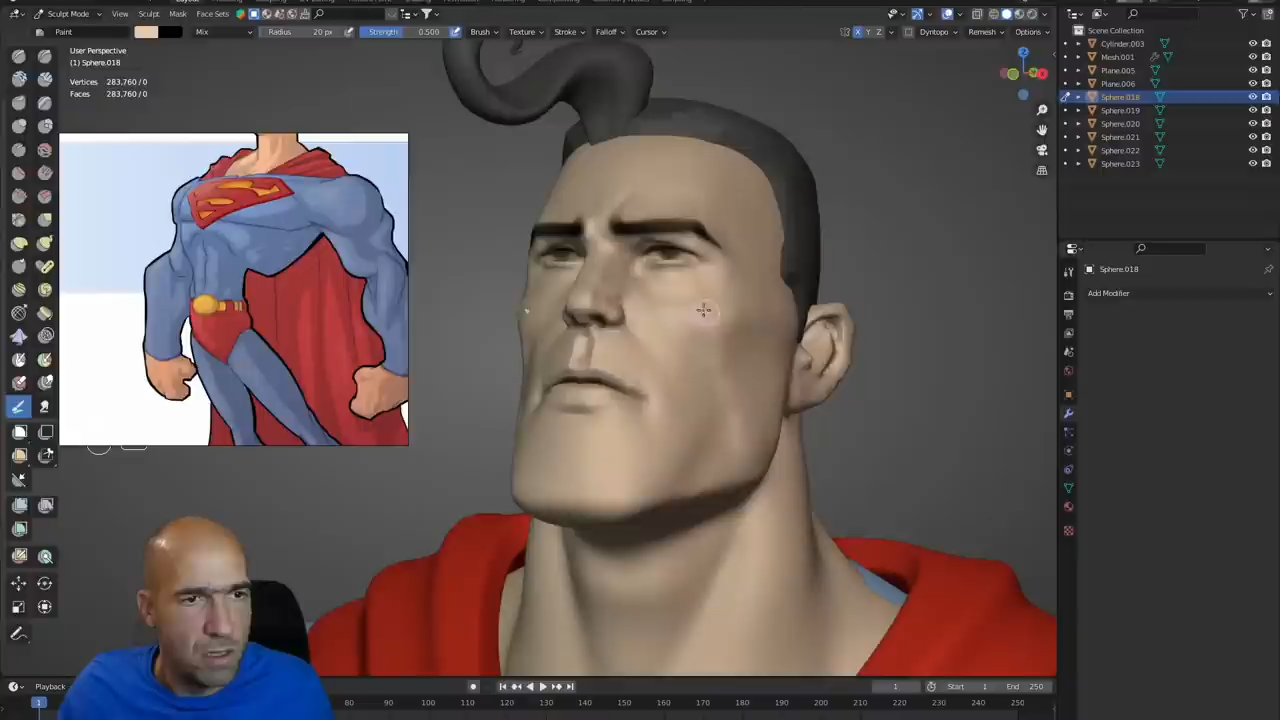 Layout
Sculpt Mode View Sculpt Mask Face Sets
Paint Mix Radius 20 px Strength 0.500 Brush Texture Stroke Falloff Cursor X Y Z Dyntopo Remesh Options
User Perspective
(1) Sphere.018
Vertices 283,760 / 0
Faces 283,760 / 0
Z
Scene Collection
Cylinder.003
Mesh.001
Plane.005
Plane.006
Sphere.018
Sphere.019
Sphere.020
Sphere.021
Sphere.022
Sphere.023
Sphere.018
Add Modifier
Playback 1 Start 1 End 250
1 80 90 100 110 120 130 140 150 160 170 180 190 200 210 220 230 240 250